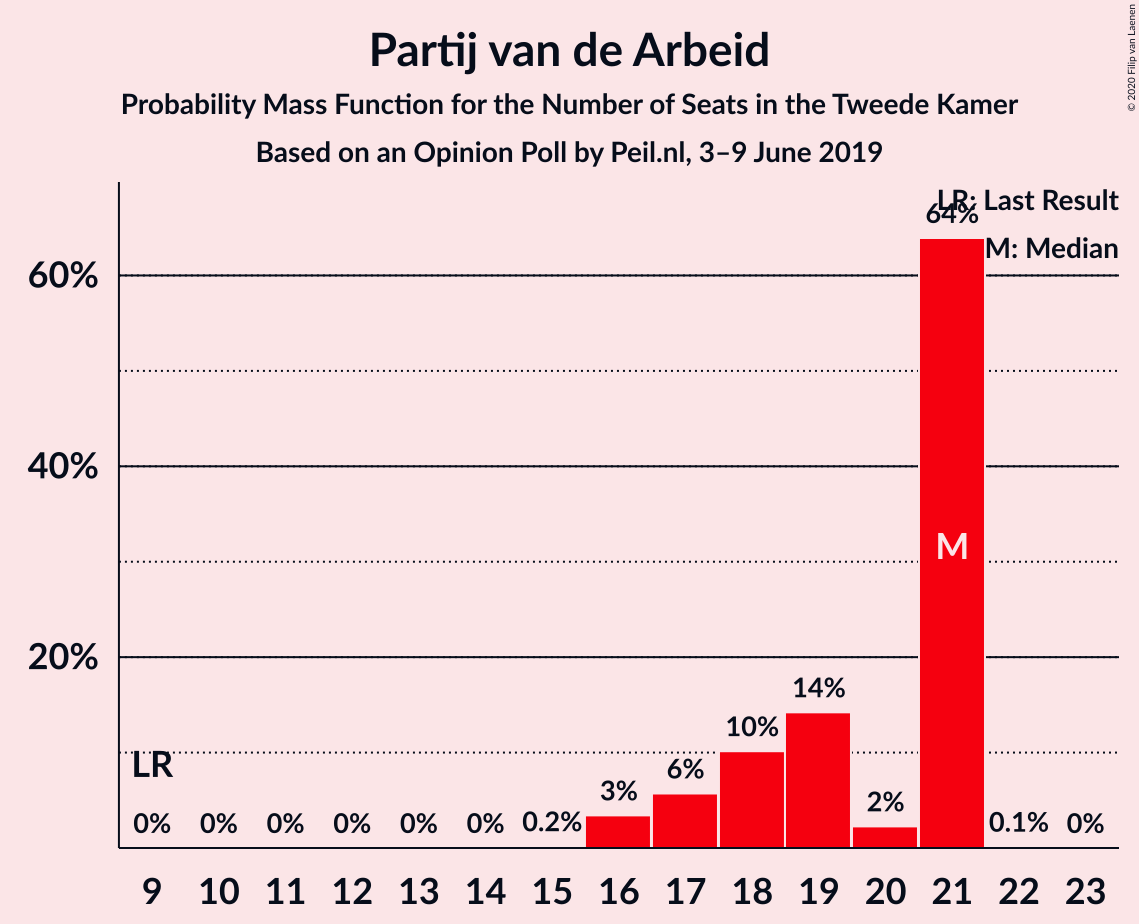 Partij van de Arbeid
Probability Mass Function for the Number of Seats in the Tweede Kamer
Based on an Opinion Poll by Peil.nl, 3–9 June 2019
© 2020 Filip van Laenen
LR: Last Result
M: Median
60%
40%
20%
LR
M
0% 0% 0% 0% 0% 0% 0.2% 3% 6% 10% 14% 2% 64% 0.1% 0%
9 10 11 12 13 14 15 16 17 18 19 20 21 22 23